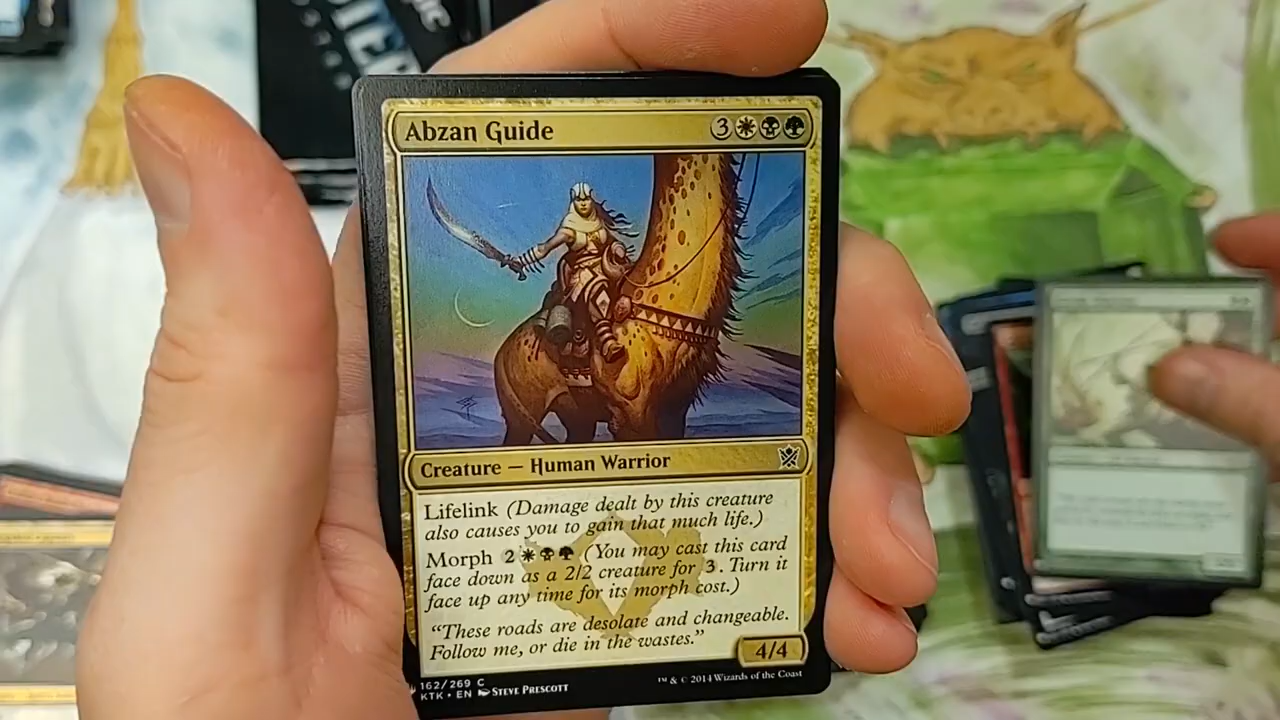 Abzan Guide 3
Creature — Human Warrior
Lifelink (Damage dealt by this creature
also causes you to gain that much life.)
Morph 2 (You may cast this card
face down as a 2/2 creature for 3. Turn it
face up any time for its morph cost.)
“These roads are desolate and changeable.
Follow me, or die in the wastes.”
4/4
162/269 C
KTK • EN Steve Prescott
™ & © 2014 Wizards of the Coast